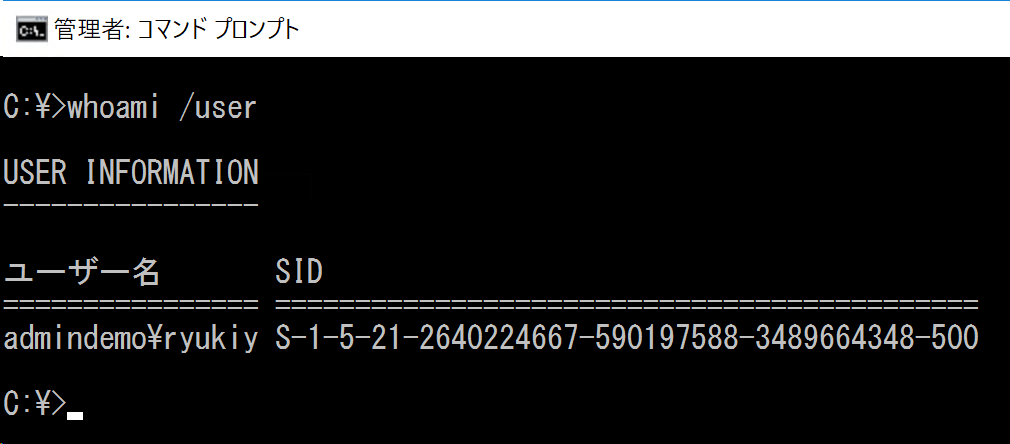 管理者: コマンド プロンプト
C:¥>whoami /user
USER INFORMATION
----------------
ユーザー名 SID
================ ============================================
admindemo¥ryukiy S-1-5-21-2640224667-590197588-3489664348-500
C:¥>